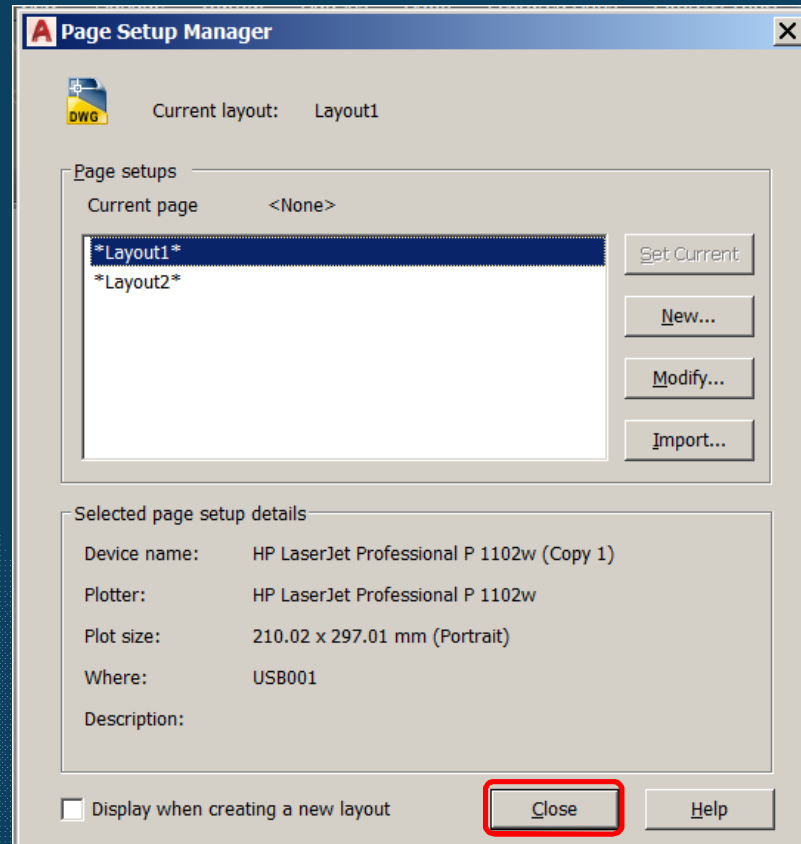 Page Setup Manager
DWG
Current layout: Layout1
Page setups
Current page <None>
*Layout1*
*Layout2*
Set Current
New...
Modify...
Import...
Selected page setup details
Device name: HP LaserJet Professional P 1102w (Copy 1)
Plotter: HP LaserJet Professional P 1102w
Plot size: 210.02 x 297.01 mm (Portrait)
Where: USB001
Description:
Display when creating a new layout
Close
Help